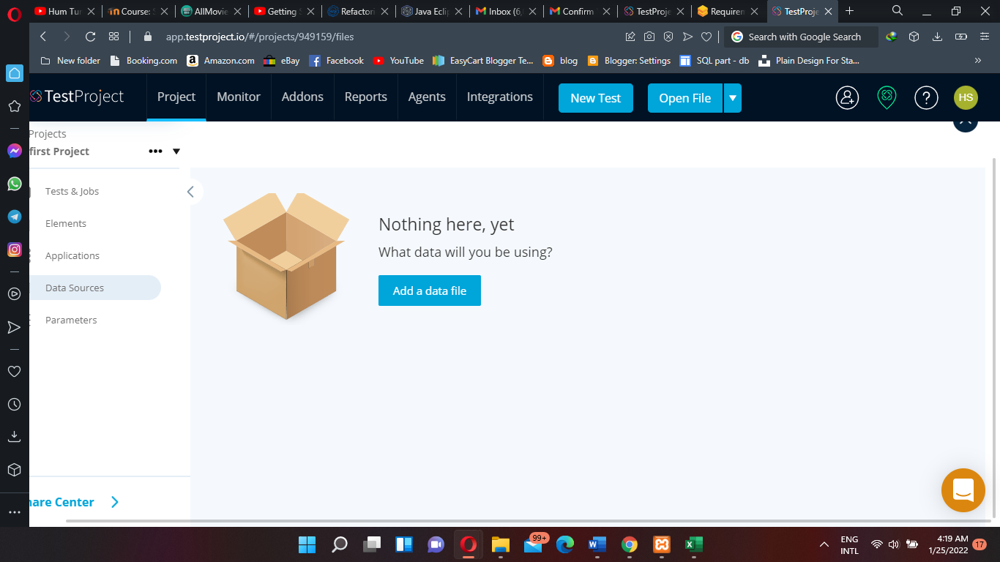 Hum Tum
Course: S
AllMovie
Getting S
Refactori
Java Eclip
Inbox (6,
Confirm Y
TestProje
Requirem
TestProje
app.testproject.io/#/projects/949159/files
Search with Google Search
New folder
Booking.com
Amazon.com
eBay
Facebook
YouTube
EasyCart Blogger Te...
blog
Blogger: Settings
SQL part - db
Plain Design For Sta...
TestProject
Project
Monitor
Addons
Reports
Agents
Integrations
New Test
Open File
HS
Projects
first Project
Tests & Jobs
Elements
Applications
Data Sources
Parameters
Nothing here, yet
What data will you be using?
Add a data file
hare Center
99+
ENG
INTL
4:19 AM
1/25/2022
17